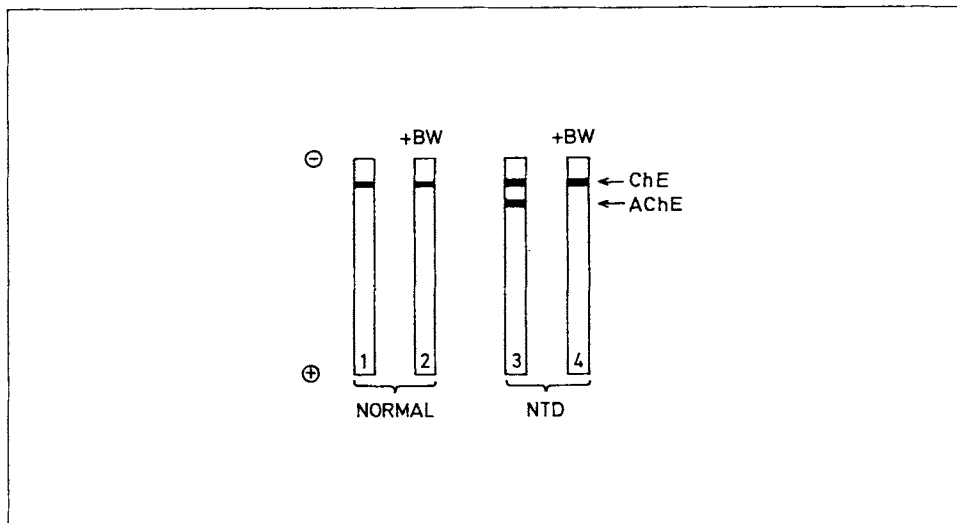 +BW +BW
⊖
← ChE
← AChE
1 2 3 4
⊕
NORMAL NTD